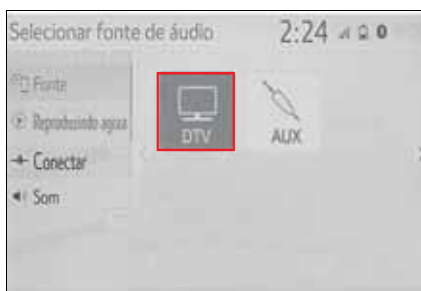 Selecionar fonte de áudio 2:24
Fonte
Reproduzindo agora
Conectar
Som
DTV
AUX